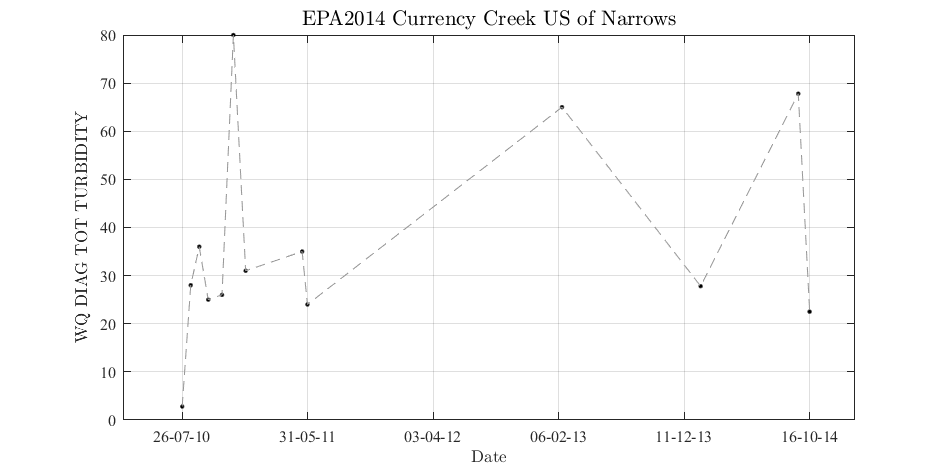 EPA2014 Currency Creek US of Narrows
WQ DIAG TOT TURBIDITY
80
70
60
50
40
30
20
10
0
26-07-10 31-05-11 03-04-12 06-02-13 11-12-13 16-10-14
Date